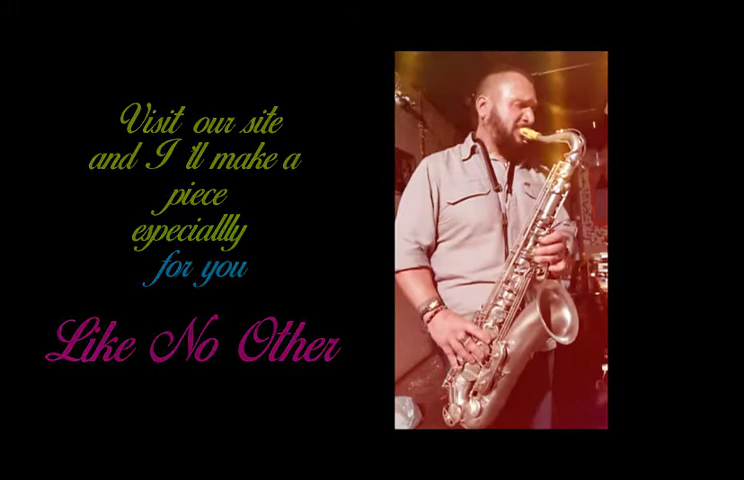 Visit our site
and I 'll make a
piece
especiallly
for you
Like No Other